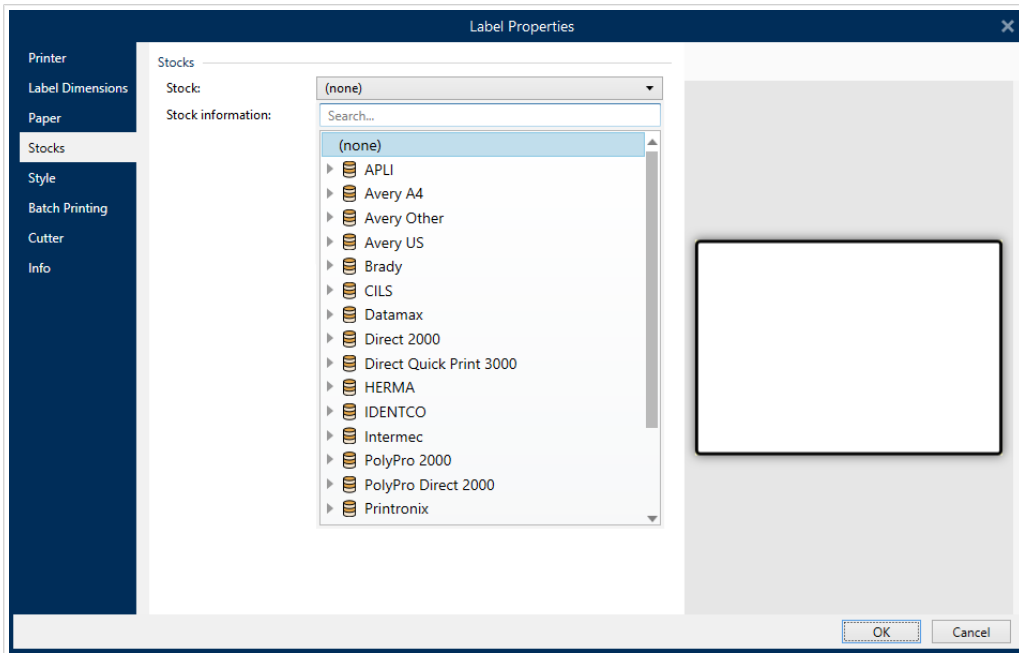 Label Properties
Printer
Label Dimensions
Paper
Stocks
Style
Batch Printing
Cutter
Info
Stocks
Stock: (none)
Stock information: Search...
(none)
APLI
Avery A4
Avery Other
Avery US
Brady
CILS
Datamax
Direct 2000
Direct Quick Print 3000
HERMA
IDENTCO
Intermec
PolyPro 2000
PolyPro Direct 2000
Printronix
OK Cancel